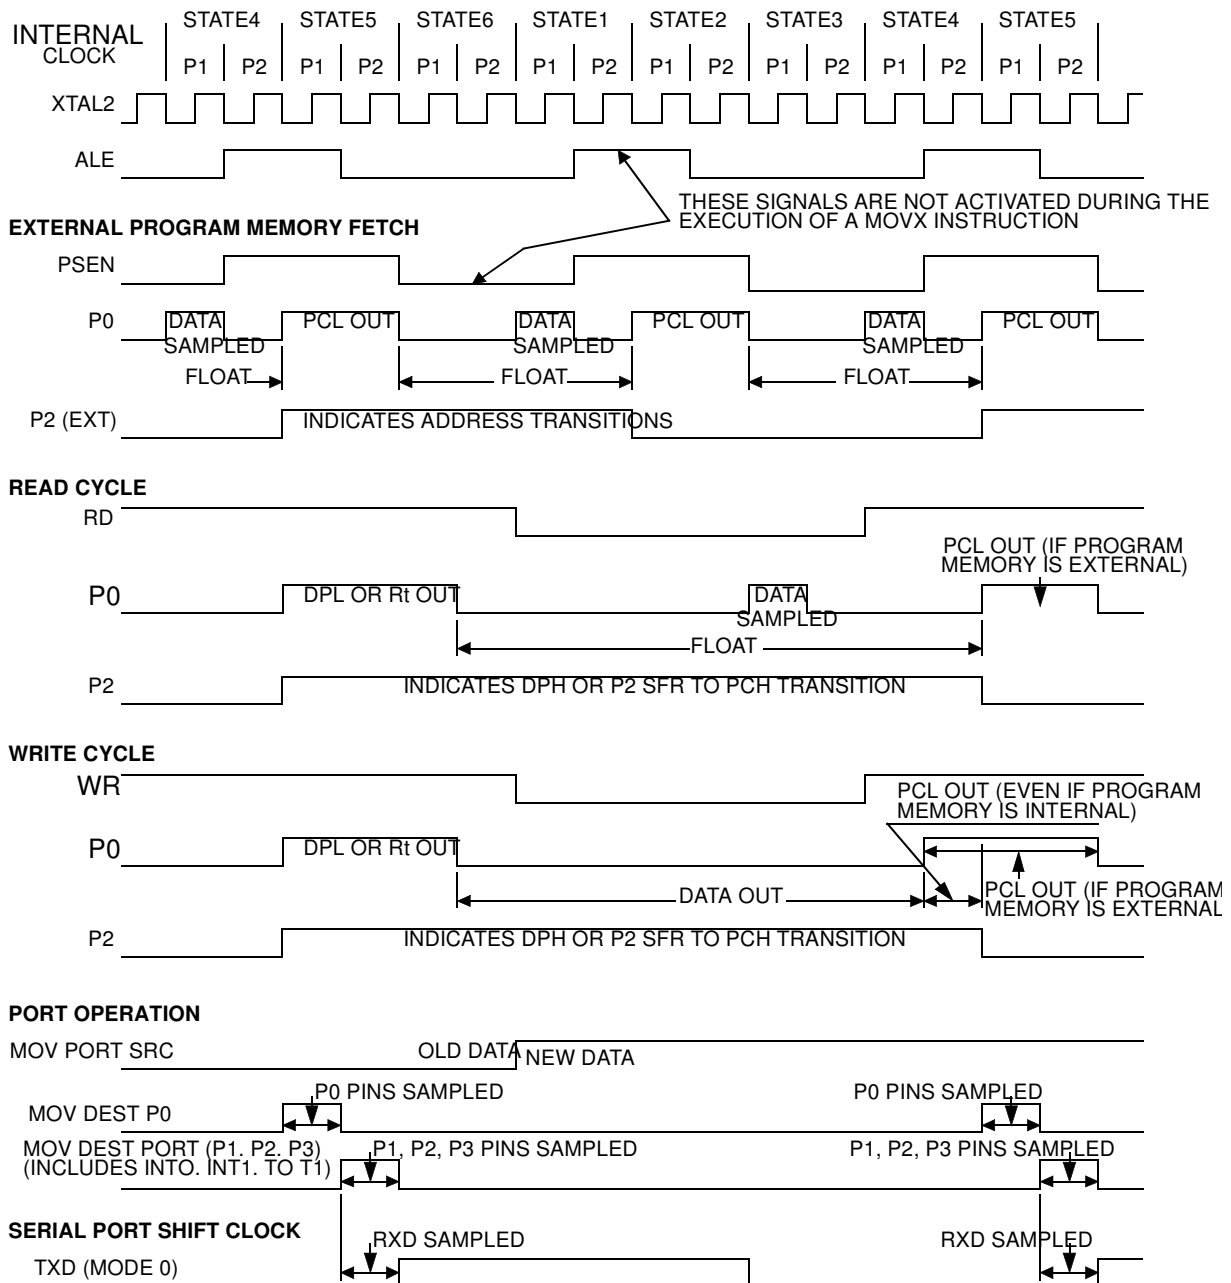 INTERNAL
CLOCK
STATE4 STATE5 STATE6 STATE1 STATE2 STATE3 STATE4 STATE5
P1 P2 P1 P2 P1 P2 P1 P2 P1 P2 P1 P2 P1 P2 P1 P2
XTAL2
ALE
THESE SIGNALS ARE NOT ACTIVATED DURING THE
EXECUTION OF A MOVX INSTRUCTION
EXTERNAL PROGRAM MEMORY FETCH
PSEN
P0 DATA PCL OUT DATA PCL OUT DATA PCL OUT
SAMPLED SAMPLED SAMPLED
FLOAT FLOAT FLOAT
P2 (EXT) INDICATES ADDRESS TRANSITIONS
READ CYCLE
RD
PCL OUT (IF PROGRAM
MEMORY IS EXTERNAL)
P0 DPL OR Rt OUT DATA
SAMPLED
FLOAT
P2 INDICATES DPH OR P2 SFR TO PCH TRANSITION
WRITE CYCLE
WR
PCL OUT (EVEN IF PROGRAM
MEMORY IS INTERNAL)
P0 DPL OR Rt OUT
DATA OUT
PCL OUT (IF PROGRAM
MEMORY IS EXTERNAL
P2 INDICATES DPH OR P2 SFR TO PCH TRANSITION
PORT OPERATION
MOV PORT SRC OLD DATA NEW DATA
P0 PINS SAMPLED P0 PINS SAMPLED
MOV DEST P0
MOV DEST PORT (P1. P2. P3) P1, P2, P3 PINS SAMPLED P1, P2, P3 PINS SAMPLED
(INCLUDES INTO. INT1. TO T1)
SERIAL PORT SHIFT CLOCK
RXD SAMPLED RXD SAMPLED
TXD (MODE 0)